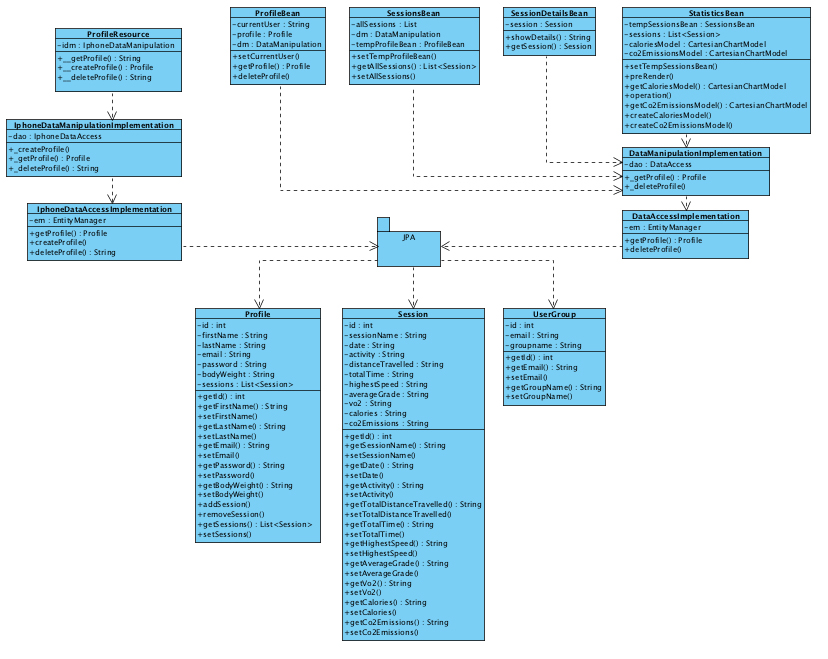 ProfileResource
-idm : IphoneDataManipulation
+__getProfile() : String
+__createProfile() : Profile
+__deleteProfile() : String
ProfileBean
-currentUser : String
-profile : Profile
-dm : DataManipulation
+setCurrentUser()
+getProfile() : Profile
+deleteProfile()
SessionsBean
-allSessions : List
-dm : DataManipulation
-tempProfileBean : ProfileBean
+setTempProfileBean()
+getAllSessions() : List<Session>
+setAllSessions()
SessionDetailsBean
-session : Session
+showDetails() : String
+getSession() : Session
StatisticsBean
-tempSessionsBean : SessionsBean
-sessions : List<Session>
-caloriesModel : CartesianChartModel
-co2EmissionsModel : CartesianChartModel
+setTempSessionsBean()
+preRender()
+getCaloriesModel() : CartesianChartModel
+operation()
+getCo2EmissionsModel() : CartesianChartModel
+createCaloriesModel()
+createCo2EmissionsModel()
IphoneDataManipulationImplementation
-dao : IphoneDataAccess
+_createProfile()
+_getProfile() : Profile
+_deleteProfile() : String
DataManipulationImplementation
-dao : DataAccess
+_getProfile() : Profile
+_deleteProfile()
IphoneDataAccessImplementation
-em : EntityManager
+getProfile() : Profile
+createProfile()
+deleteProfile() : String
DataAccessImplementation
-em : EntityManager
+getProfile() : Profile
+deleteProfile()
JPA
Profile
-id : int
-firstName : String
-lastName : String
-email : String
-password : String
-bodyWeight : String
-sessions : List<Session>
+getId() : int
+getFirstName() : String
+setFirstName()
+getLastName() : String
+setLastName()
+getEmail() : String
+setEmail()
+getPassword() : String
+setPassword()
+getBodyWeight() : String
+setBodyWeight()
+addSession()
+removeSession()
+getSessions() : List<Session>
+setSessions()
Session
-id : int
-sessionName : String
-date : String
-activity : String
-distanceTravelled : String
-totalTime : String
-highestSpeed : String
-averageGrade : String
-vo2 : String
-calories : String
-co2Emissions : String
+getId() : int
+getSessionName() : String
+setSessionName()
+getDate() : String
+setDate()
+getActivity() : String
+setActivity()
+getTotalDistanceTravelled() : String
+setTotalDistanceTravelled()
+getTotalTime() : String
+setTotalTime()
+getHighestSpeed() : String
+setHighestSpeed()
+getAverageGrade() : String
+setAverageGrade()
+getVo2() : String
+setVo2()
+getCalories() : String
+setCalories()
+getCo2Emissions() : String
+setCo2Emissions()
UserGroup
-id : int
-email : String
-groupname : String
+getId() : int
+getEmail() : String
+setEmail()
+getGroupName() : String
+setGroupName()